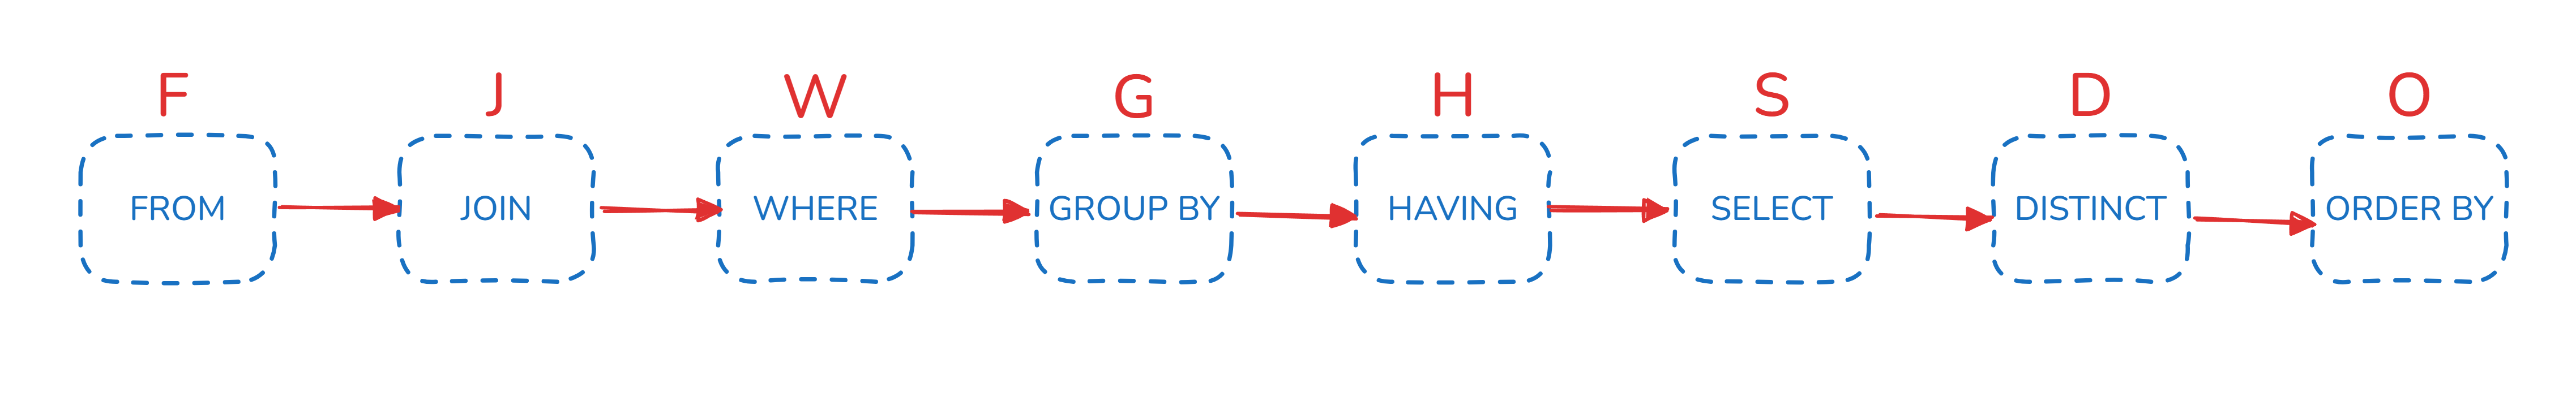 F J W G H S D O
FROM JOIN WHERE GROUP BY HAVING SELECT DISTINCT ORDER BY